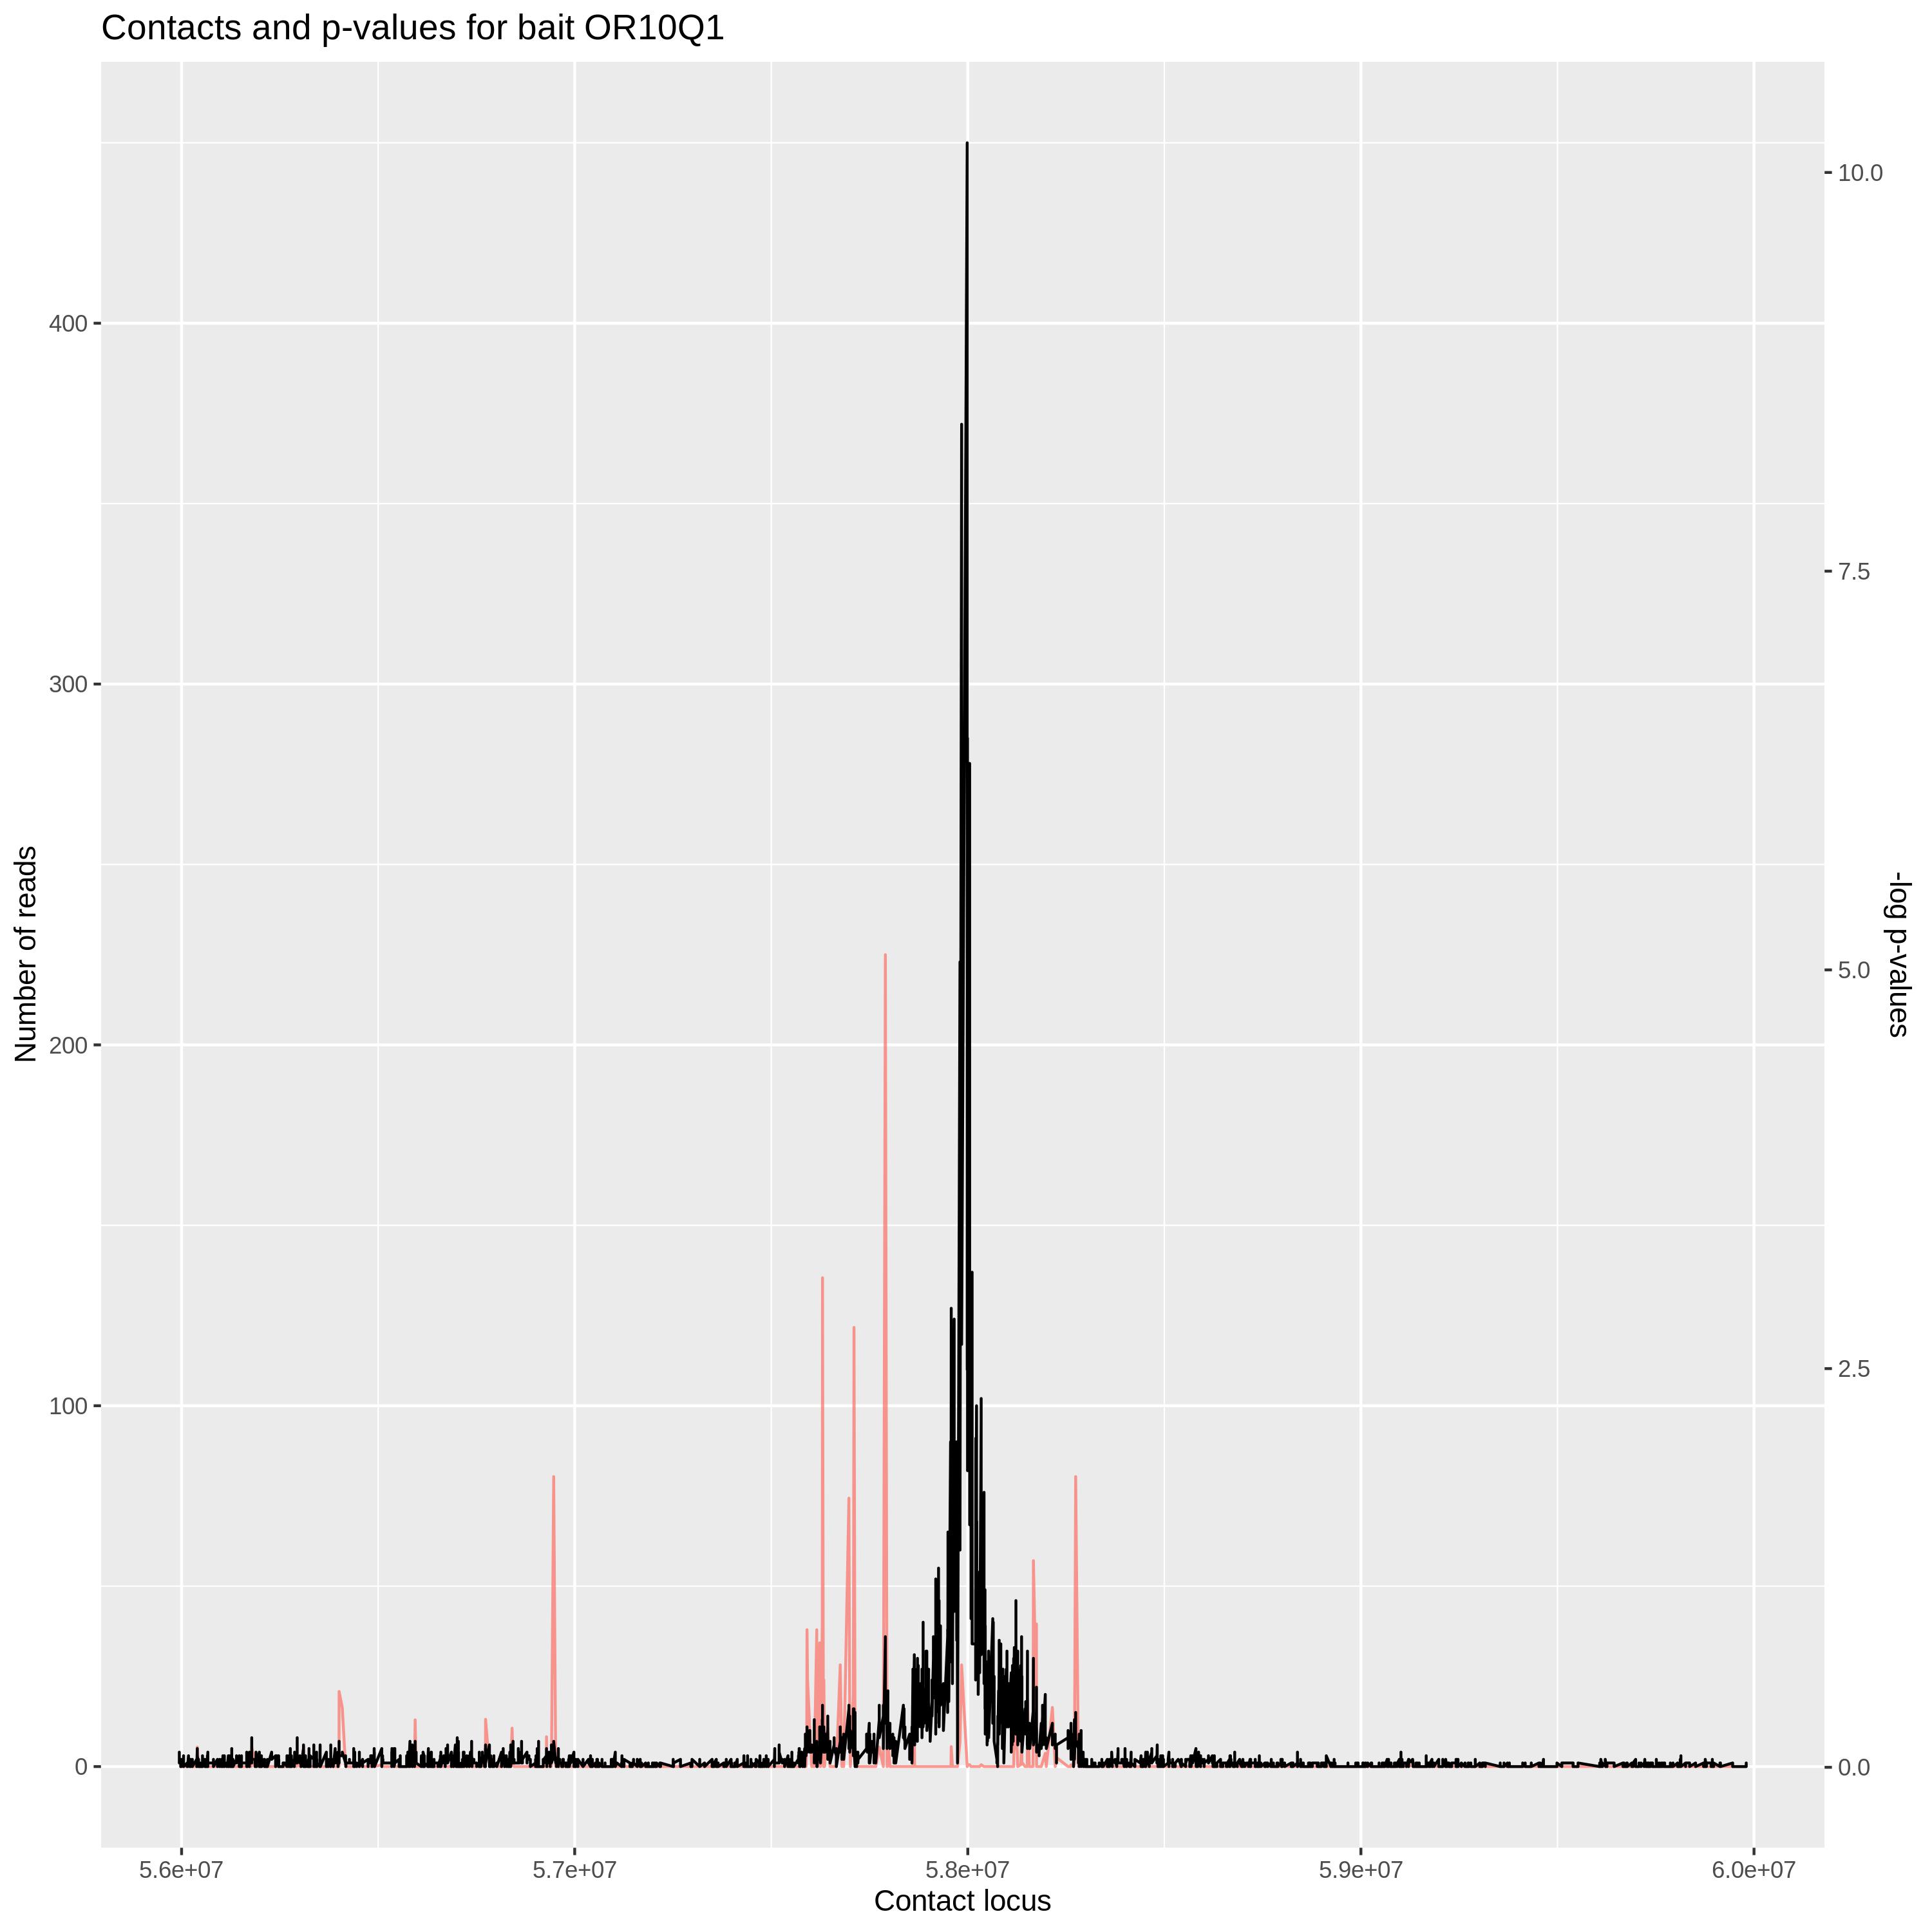 Contacts and p-values for bait OR10Q1
400
300
200
100
0
Number of reads
10.0
7.5
5.0
2.5
0.0
-log p-values
5.6e+07 5.7e+07 5.8e+07 5.9e+07 6.0e+07
Contact locus